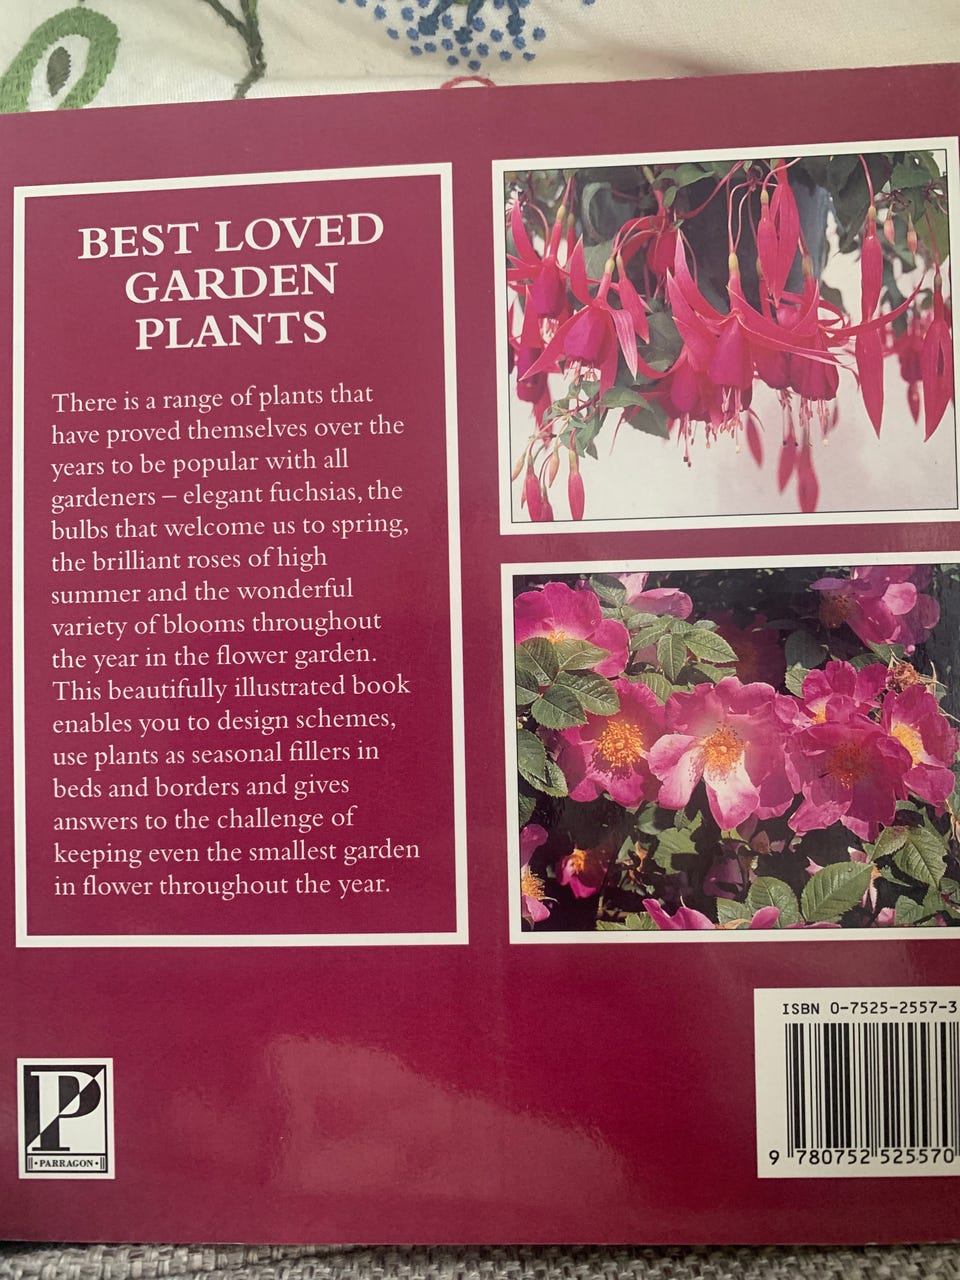 BEST LOVED
GARDEN
PLANTS
There is a range of plants that
have proved themselves over the
years to be popular with all
gardeners – elegant fuchsias, the
bulbs that welcome us to spring,
the brilliant roses of high
summer and the wonderful
variety of blooms throughout
the year in the flower garden.
This beautifully illustrated book
enables you to design schemes,
use plants as seasonal fillers in
beds and borders and gives
answers to the challenge of
keeping even the smallest garden
in flower throughout the year.
P
•PARRAGON•
ISBN 0-7525-2557-3
9 780752 525570